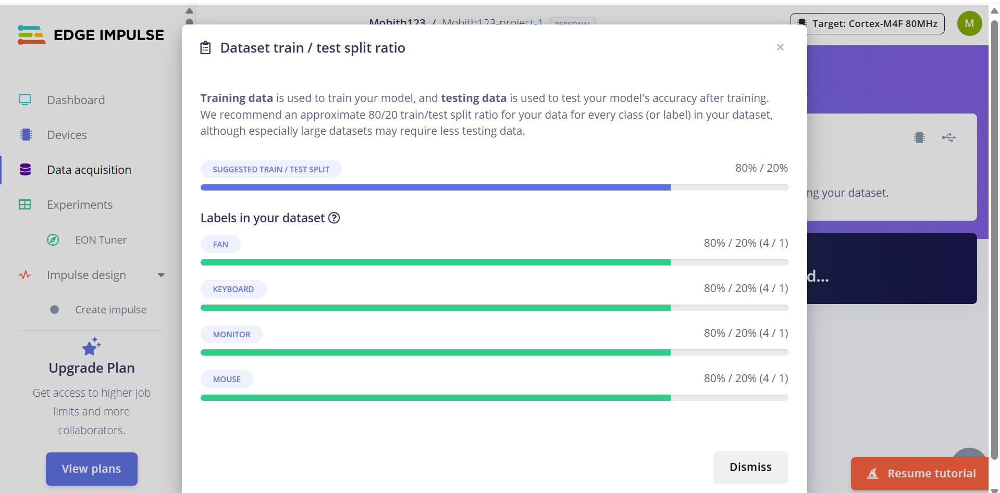 EDGE IMPULSE
Dashboard
Devices
Data acquisition
Experiments
EON Tuner
Impulse design
Create impulse
Upgrade Plan
Get access to higher job
limits and more
collaborators.
View plans
Mohith123 / Mohith123-project-1 PERSONAL
Target: Cortex-M4F 80MHz
M
Dataset train / test split ratio
×
Training data is used to train your model, and testing data is used to test your model's accuracy after training.
We recommend an approximate 80/20 train/test split ratio for your data for every class (or label) in your dataset,
although especially large datasets may require less testing data.
SUGGESTED TRAIN / TEST SPLIT 80% / 20%
Labels in your dataset ?
FAN 80% / 20% (4 / 1)
KEYBOARD 80% / 20% (4 / 1)
MONITOR 80% / 20% (4 / 1)
MOUSE 80% / 20% (4 / 1)
Dismiss
ng your dataset.
d...
Resume tutorial